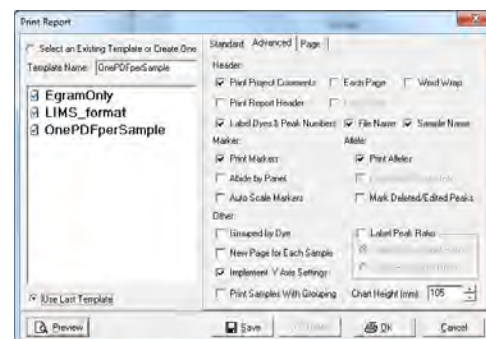 Print Report
Select an Existing Template or Create One
Template Name: OnePDFperSample
EgramOnly
LIMS_format
OnePDFperSample
Use Last Template
Preview
Standard Advanced Page
Header:
Print Project Comments Each Page Word Wrap
Print Report Header
Label Dyes & Peak Numbers File Name Sample Name
Marker: Allele:
Print Markers Print Alleles
Abide by Panel
Auto Scale Markers Mark Deleted/Edited Peaks
Other:
Grouped by Dye Label Peak Ratio
New Page for Each Sample
Implement Y Axis Settings
Print Samples With Grouping Chart Height (mm) 105
Save OK Cancel